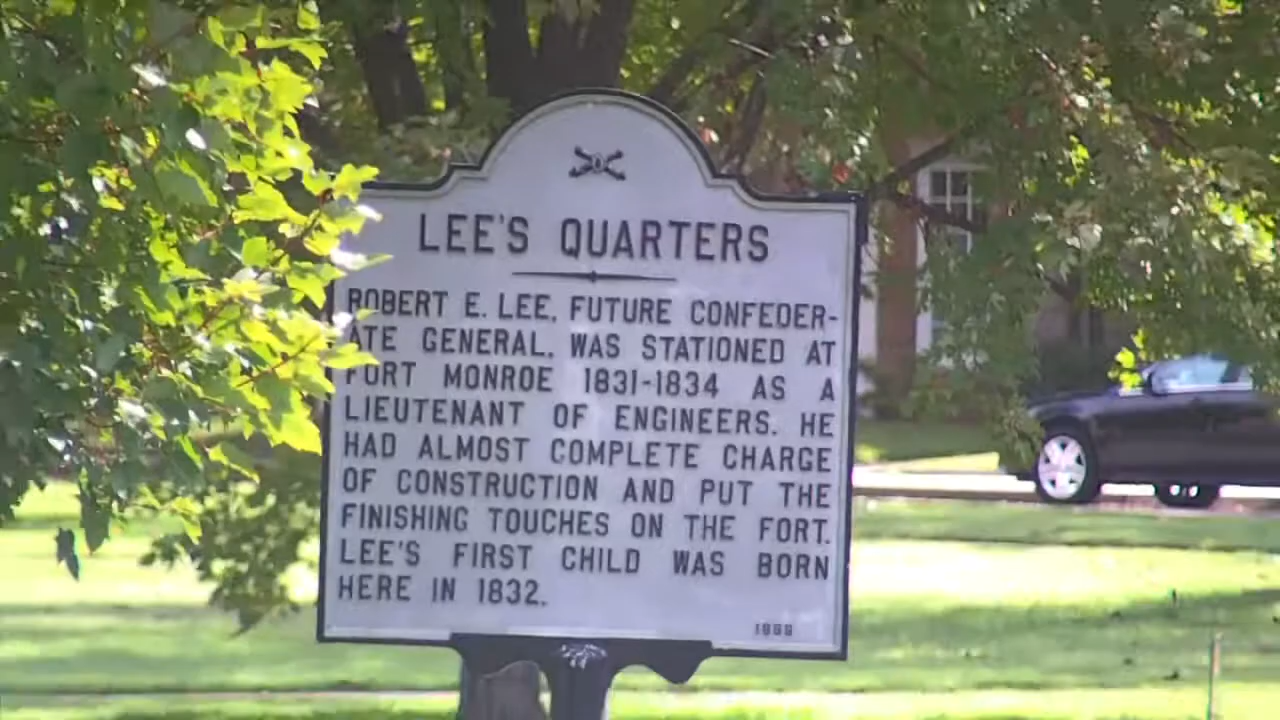 LEE'S QUARTERS
ROBERT E. LEE, FUTURE CONFEDER-
ATE GENERAL, WAS STATIONED AT
FORT MONROE 1831-1834 AS A
LIEUTENANT OF ENGINEERS. HE
HAD ALMOST COMPLETE CHARGE
OF CONSTRUCTION AND PUT THE
FINISHING TOUCHES ON THE FORT.
LEE'S FIRST CHILD WAS BORN
HERE IN 1832.